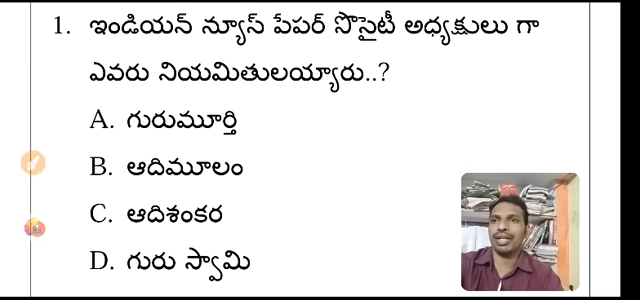 1. ఇండియన్ న్యూస్ పేపర్ సొసైటీ అధ్యక్షులు గా
ఎవరు నియమితులయ్యారు..?
A. గురుమూర్తి
B. ఆదిమూలం
C. ఆదిశంకర
D. గురు స్వామి